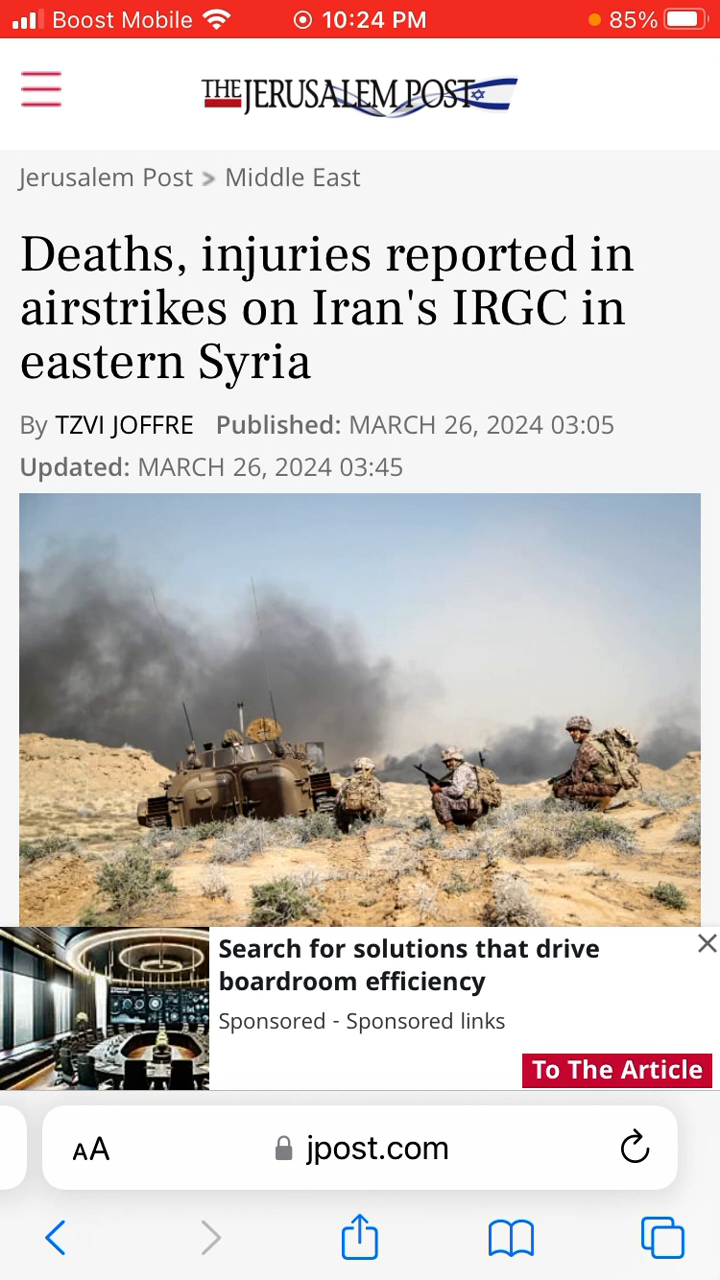 Boost Mobile 10:24 PM 85%
THE JERUSALEM POST
Jerusalem Post > Middle East
Deaths, injuries reported in
airstrikes on Iran's IRGC in
eastern Syria
By TZVI JOFFRE Published: MARCH 26, 2024 03:05
Updated: MARCH 26, 2024 03:45
Search for solutions that drive
boardroom efficiency
Sponsored - Sponsored links
To The Article
AA jpost.com